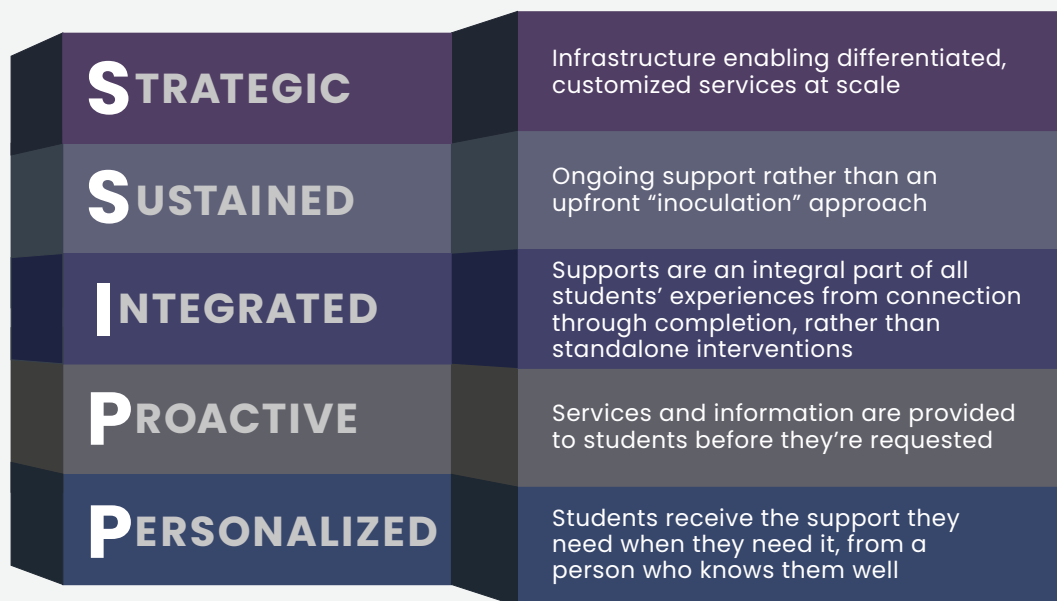 STRATEGIC
Infrastructure enabling differentiated,
customized services at scale
SUSTAINED
Ongoing support rather than an
upfront “inoculation” approach
INTEGRATED
Supports are an integral part of all
students’ experiences from connection
through completion, rather than
standalone interventions
PROACTIVE
Services and information are provided
to students before they’re requested
PERSONALIZED
Students receive the support they
need when they need it, from a
person who knows them well